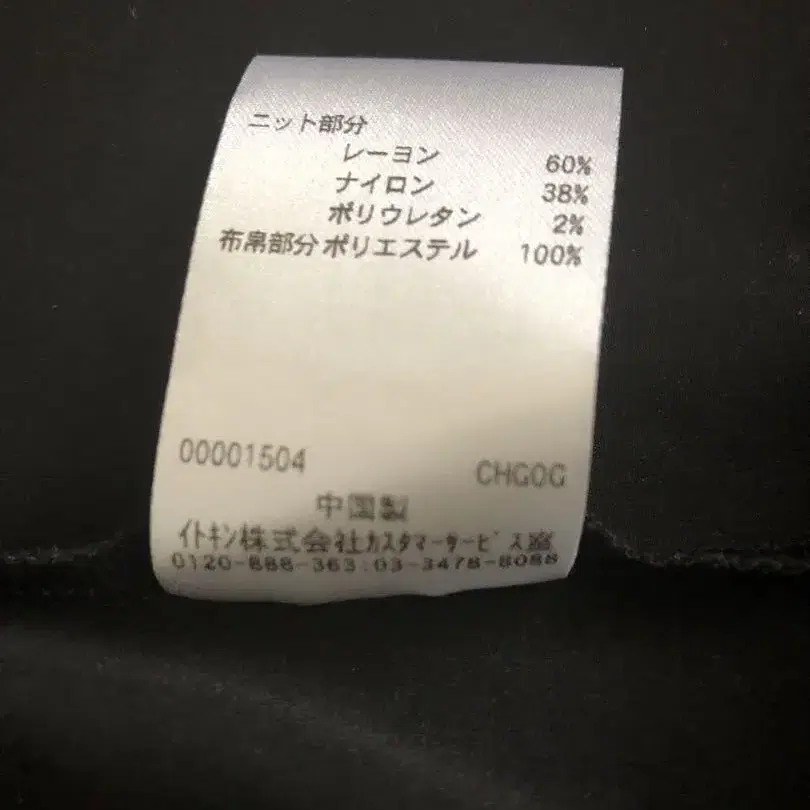 ニット部分
レーヨン 60%
ナイロン 38%
ポリウレタン 2%
布帛部分 ポリエステル 100%
00001504 CHGOG
中国製
イトキン株式会社カスタマーサービス室
0120-888-363:03-3478-8088